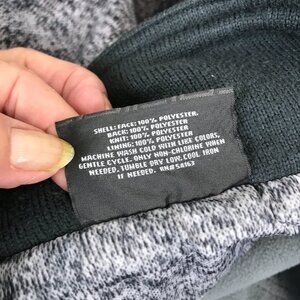 SHELL: FACE: 100% POLYESTER
BACK: 100% POLYESTER
KNIT: 100% POLYESTER
LINING: 100% POLYESTER
MACHINE WASH COLD WITH LIKE COLORS,
GENTLE CYCLE. ONLY NON-CHLORINE WHEN
NEEDED, TUMBLE DRY LOW. COOL IRON
IF NEEDED. RN# 54163